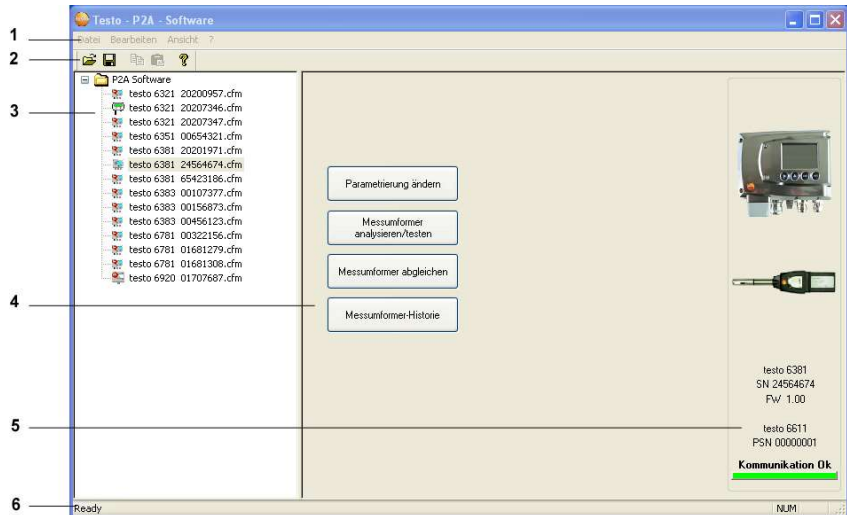 Testo - P2A - Software
1
Datei Bearbeiten Ansicht ?
2
P2A Software
testo 6321 20200957.cfm
3
testo 6321 20207346.cfm
testo 6321 20207347.cfm
testo 6351 00654321.cfm
testo 6381 20201971.cfm
testo 6381 24564674.cfm
testo 6381 65423186.cfm
testo 6383 00107377.cfm
testo 6383 00156873.cfm
testo 6383 00456123.cfm
testo 6781 00322156.cfm
testo 6781 01681279.cfm
testo 6781 01681308.cfm
testo 6920 01707687.cfm
Parametrierung ändern
Messumformer
analysieren/testen
Messumformer abgleichen
4
Messumformer-Historie
testo 6381
SN 24564674
FW 1.00
5
testo 6611
PSN 00000001
Kommunikation Ok
6
Ready
NUM